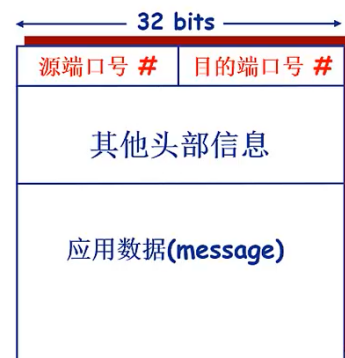 32 bits
源端口号 # 目的端口号 #
其他头部信息
应用数据(message)